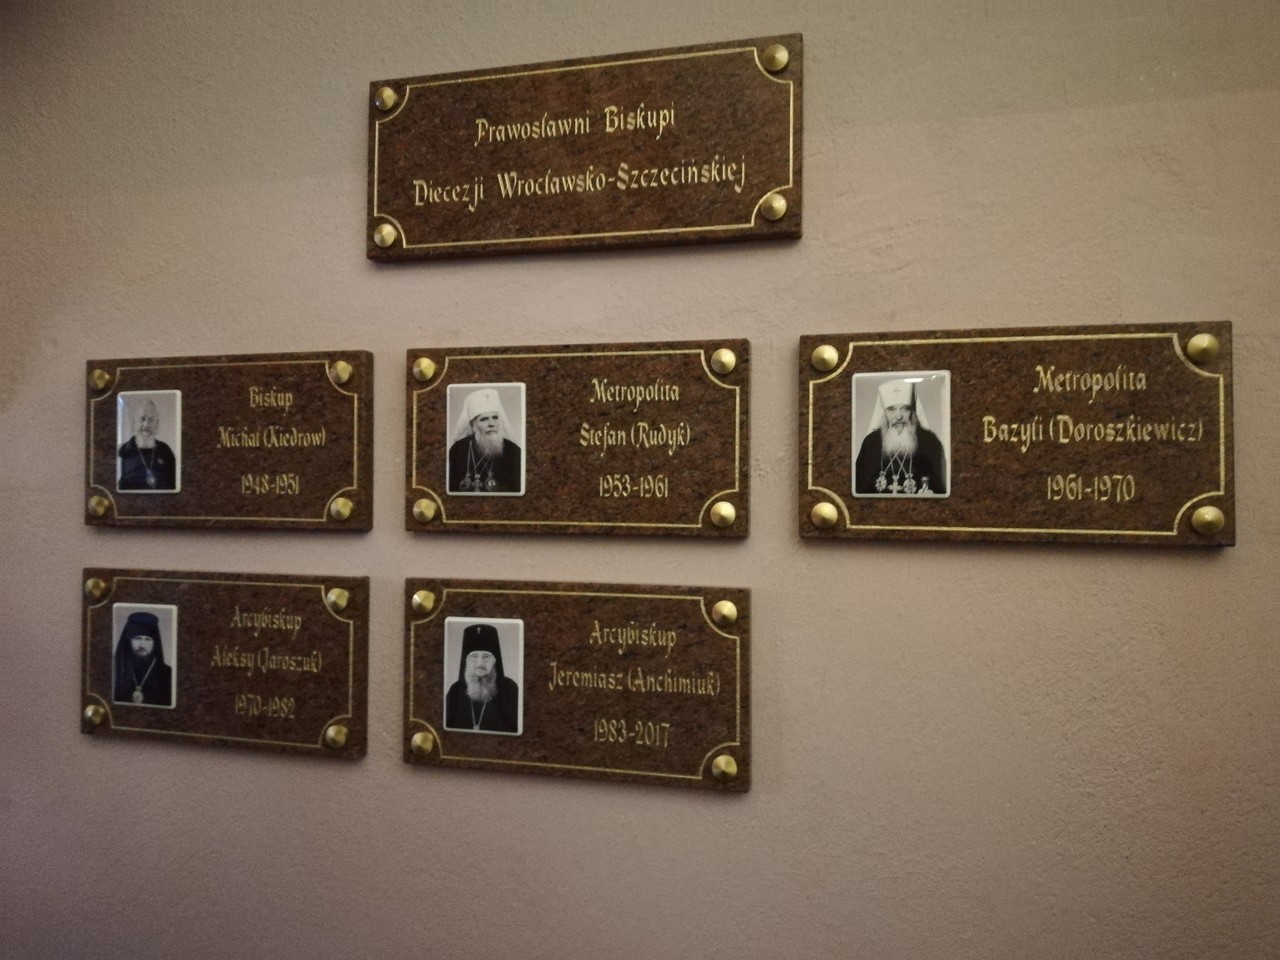 Prawosławni Biskupi
Diecezji Wrocławsko-Szczecińskiej
Biskup
Michał (Kiedrow)
1948-1951
Metropolita
Stefan (Rudyk)
1953-1961
Metropolita
Bazyli (Doroszkiewicz)
1961-1970
Arcybiskup
Aleksy (Jaroszuk)
1970-1982
Arcybiskup
Jeremiasz (Anchimiuk)
1983-2017